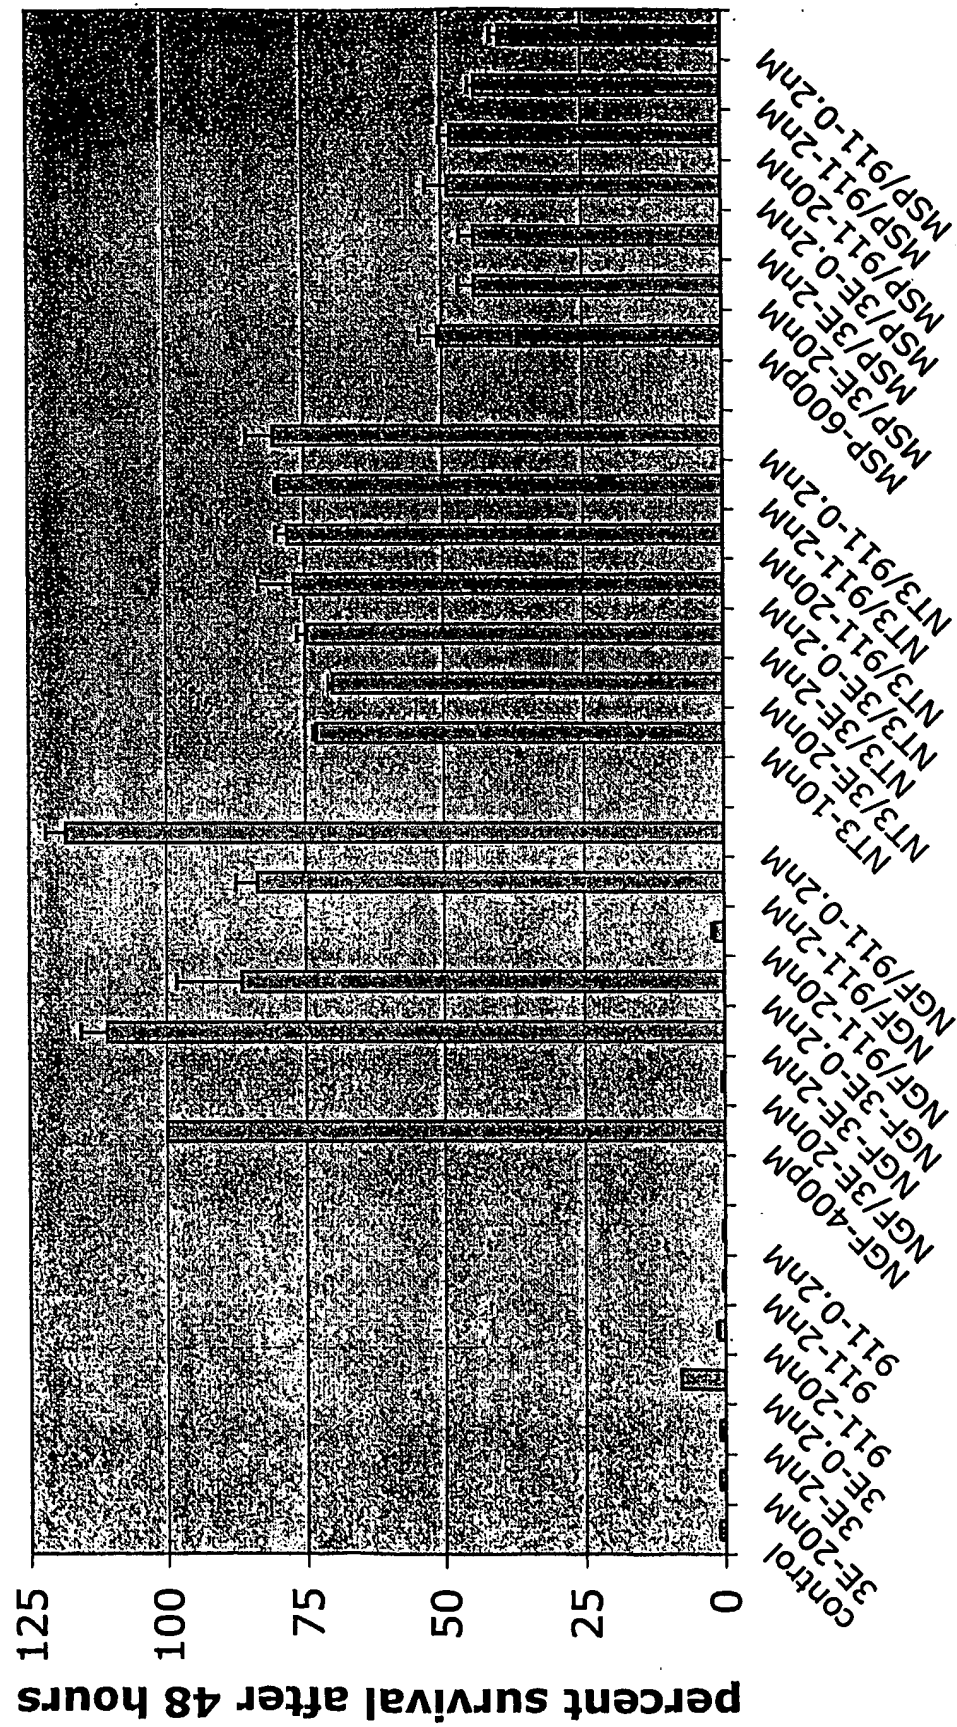 percent survival after 48 hours
125
100
75
50
25
0
control
3E-20nM
3E-2nM
3E-0.2nM
911-20nM
911-2nM
911-0.2nM
NGF-400pM
NGF/3E-20nM
NGF-3E-2nM
NGF-3E-0.2nM
NGF/911-20nM
NGF/911-2nM
NGF/911-0.2nM
NT3-10nM
NT3/3E-20nM
NT3/3E-2nM
NT3/3E-0.2nM
NT3/911-20nM
NT3/911-2nM
NT3/911-0.2nM
MSP-600pM
MSP/3E-20nM
MSP/3E-2nM
MSP/3E-0.2nM
MSP/911-20nM
MSP/911-2nM
MSP/911-0.2nM